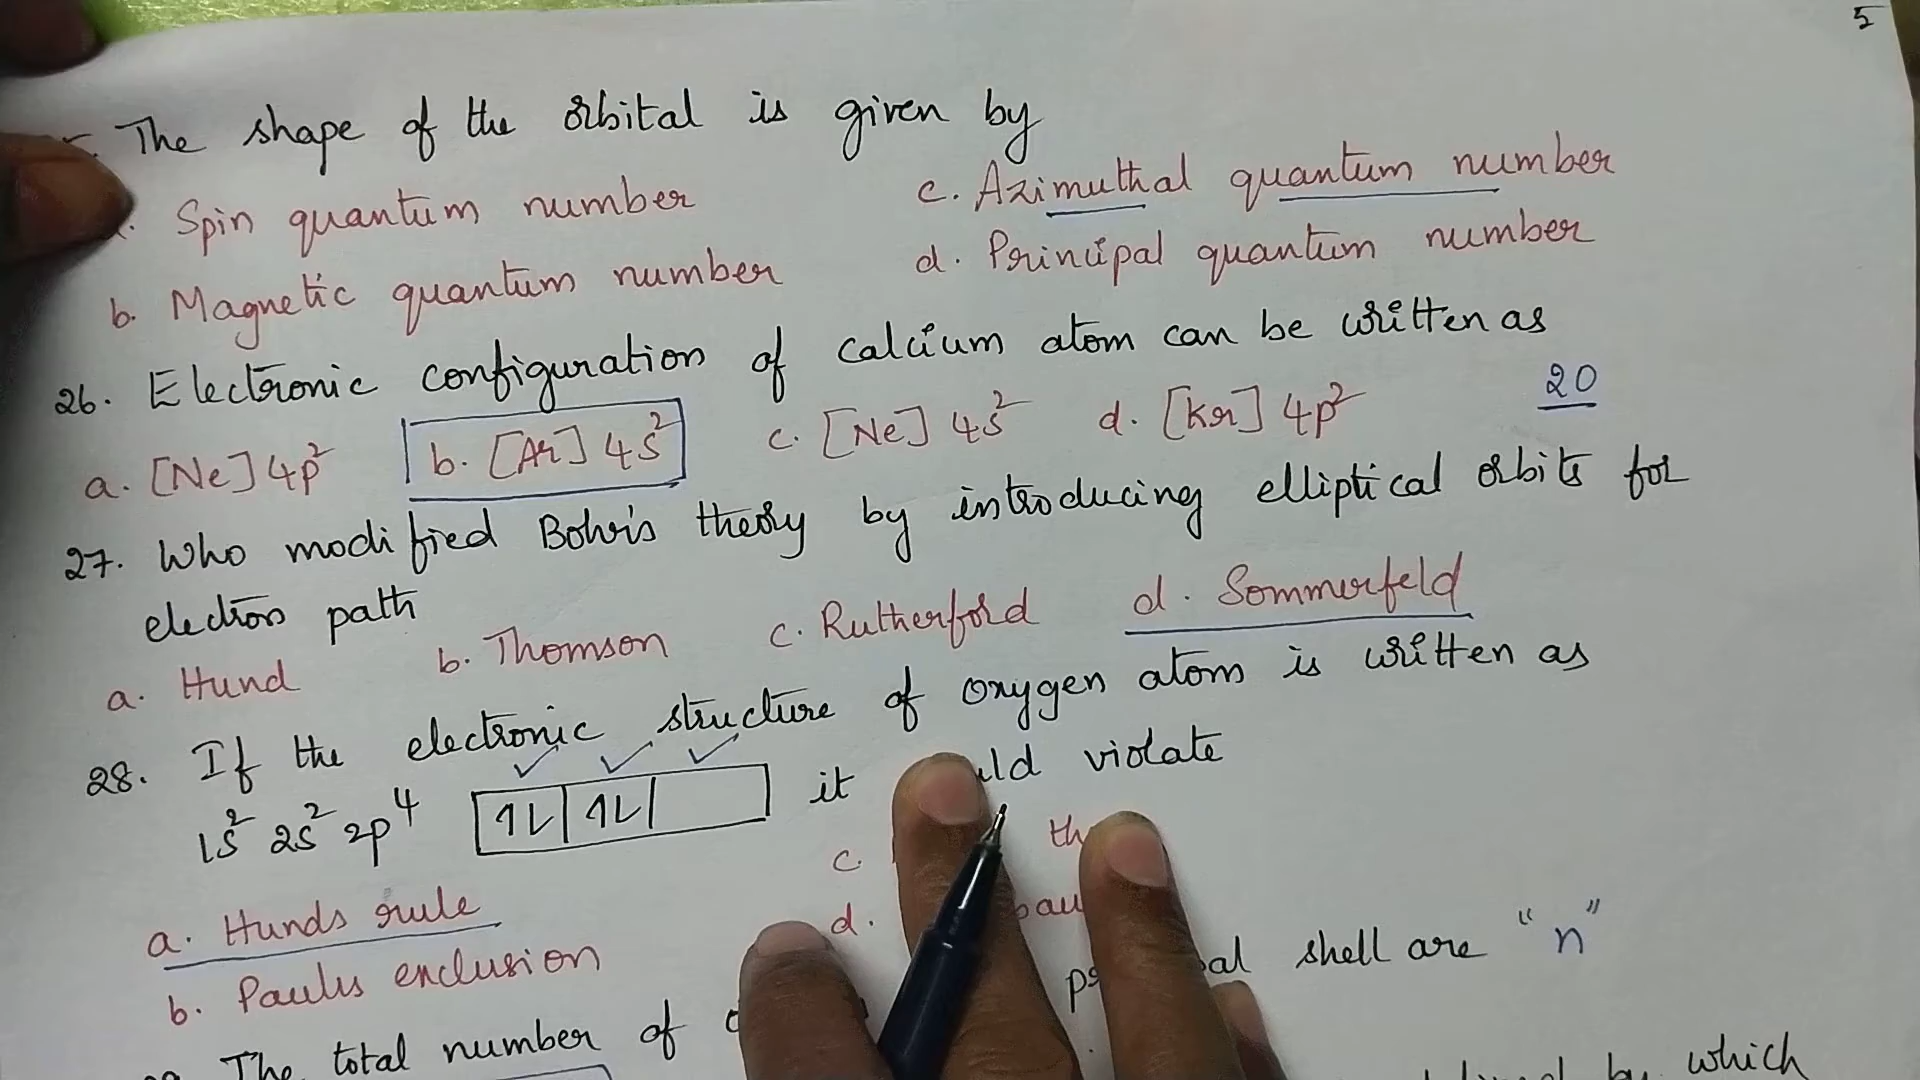 5
The shape of the orbital is given by
Spin quantum number c. Azimuthal quantum number
b. Magnetic quantum number d. Principal quantum number
26. Electronic configuration of calcium atom can be written as
20
a. [Ne] 4p² b. [Ar] 4s² c. [Ne] 4s² d. [Kr] 4p²
27. Who modified Bohr's theory by introducing elliptical orbits for
electron path
a. Hund b. Thomson c. Rutherford d. Sommerfeld
28. If the electronic structure of oxygen atom is written as
1s² 2s² 2p⁴ 1L 1L it violate
a. Hunds rule c.
b. Paulis exclusion d.
The total number of shell are "n"
by which